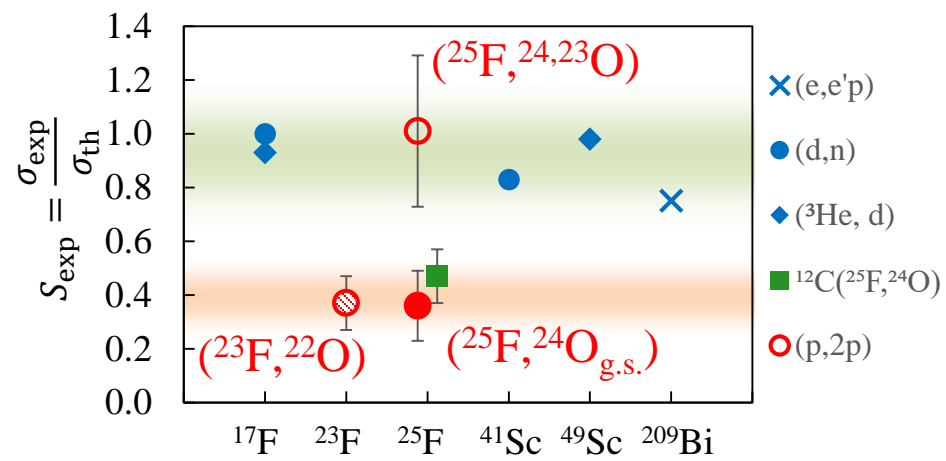 S_exp = σ_exp / σ_th
1.4
1.2
1.0
0.8
0.6
0.4
0.2
0.0
(²⁵F,²⁴,²³O)
(²³F,²²O)
(²⁵F,²⁴O_g.s.)
¹⁷F ²³F ²⁵F ⁴¹Sc ⁴⁹Sc ²⁰⁹Bi
(e,e'p)
(d,n)
(³He, d)
¹²C(²⁵F,²⁴O)
(p,2p)